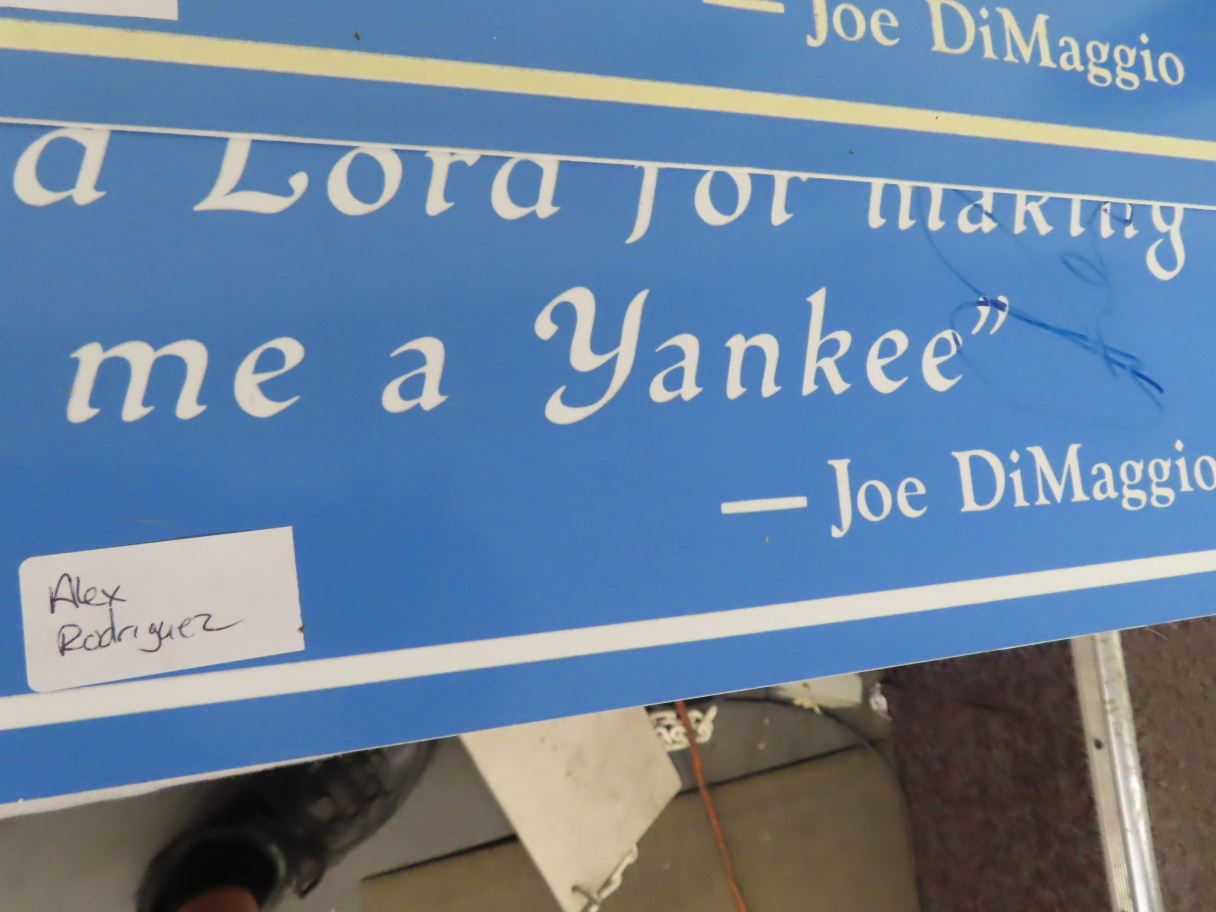 — Joe DiMaggio
d Lord for making
me a Yankee”
— Joe DiMaggio
Alex
Rodriguez